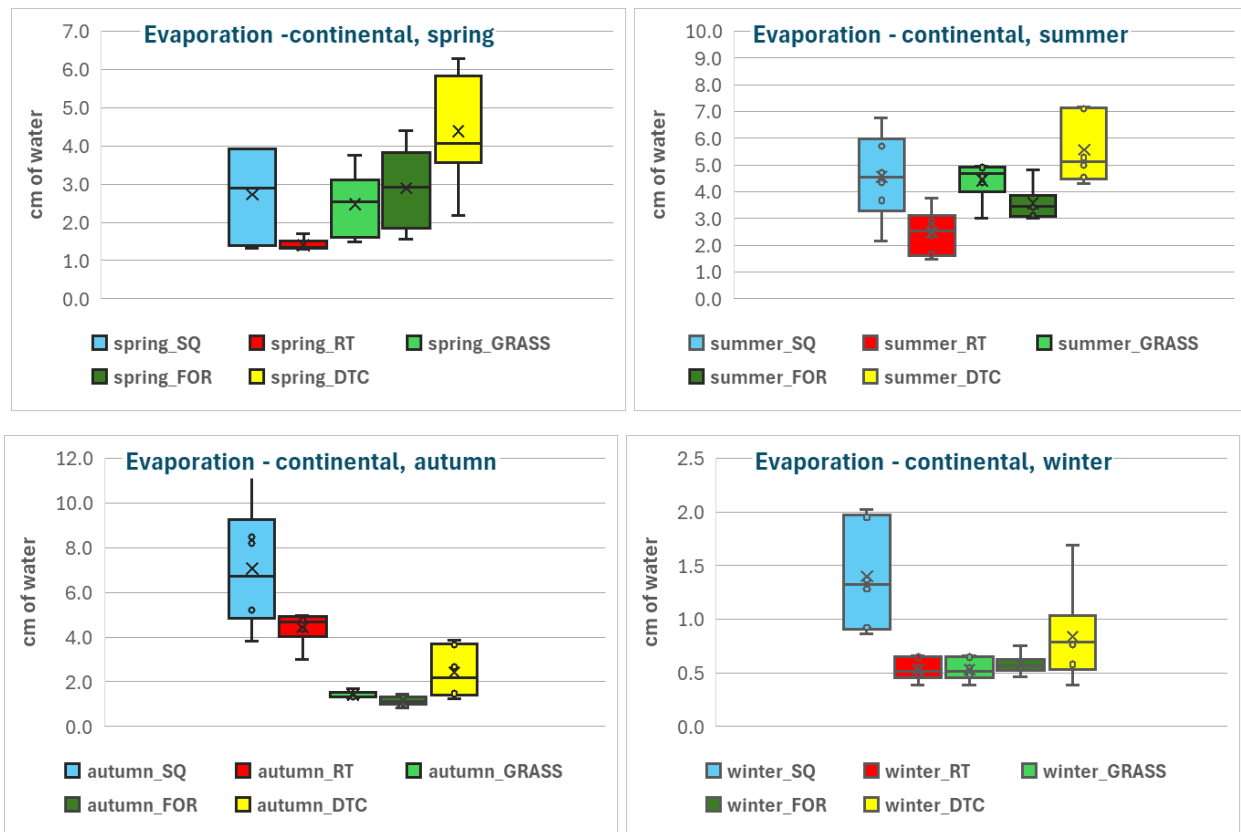 Evaporation -continental, spring
7.0
6.0
5.0
4.0
3.0
2.0
1.0
0.0
cm of water
spring_SQ spring_RT spring_GRASS
spring_FOR spring_DTC
Evaporation - continental, summer
10.0
9.0
8.0
7.0
6.0
5.0
4.0
3.0
2.0
1.0
0.0
cm of water
summer_SQ summer_RT summer_GRASS
summer_FOR summer_DTC
Evaporation - continental, autumn
12.0
10.0
8.0
6.0
4.0
2.0
0.0
cm of water
autumn_SQ autumn_RT autumn_GRASS
autumn_FOR autumn_DTC
Evaporation - continental, winter
2.5
2.0
1.5
1.0
0.5
0.0
cm of water
winter_SQ winter_RT winter_GRASS
winter_FOR winter_DTC